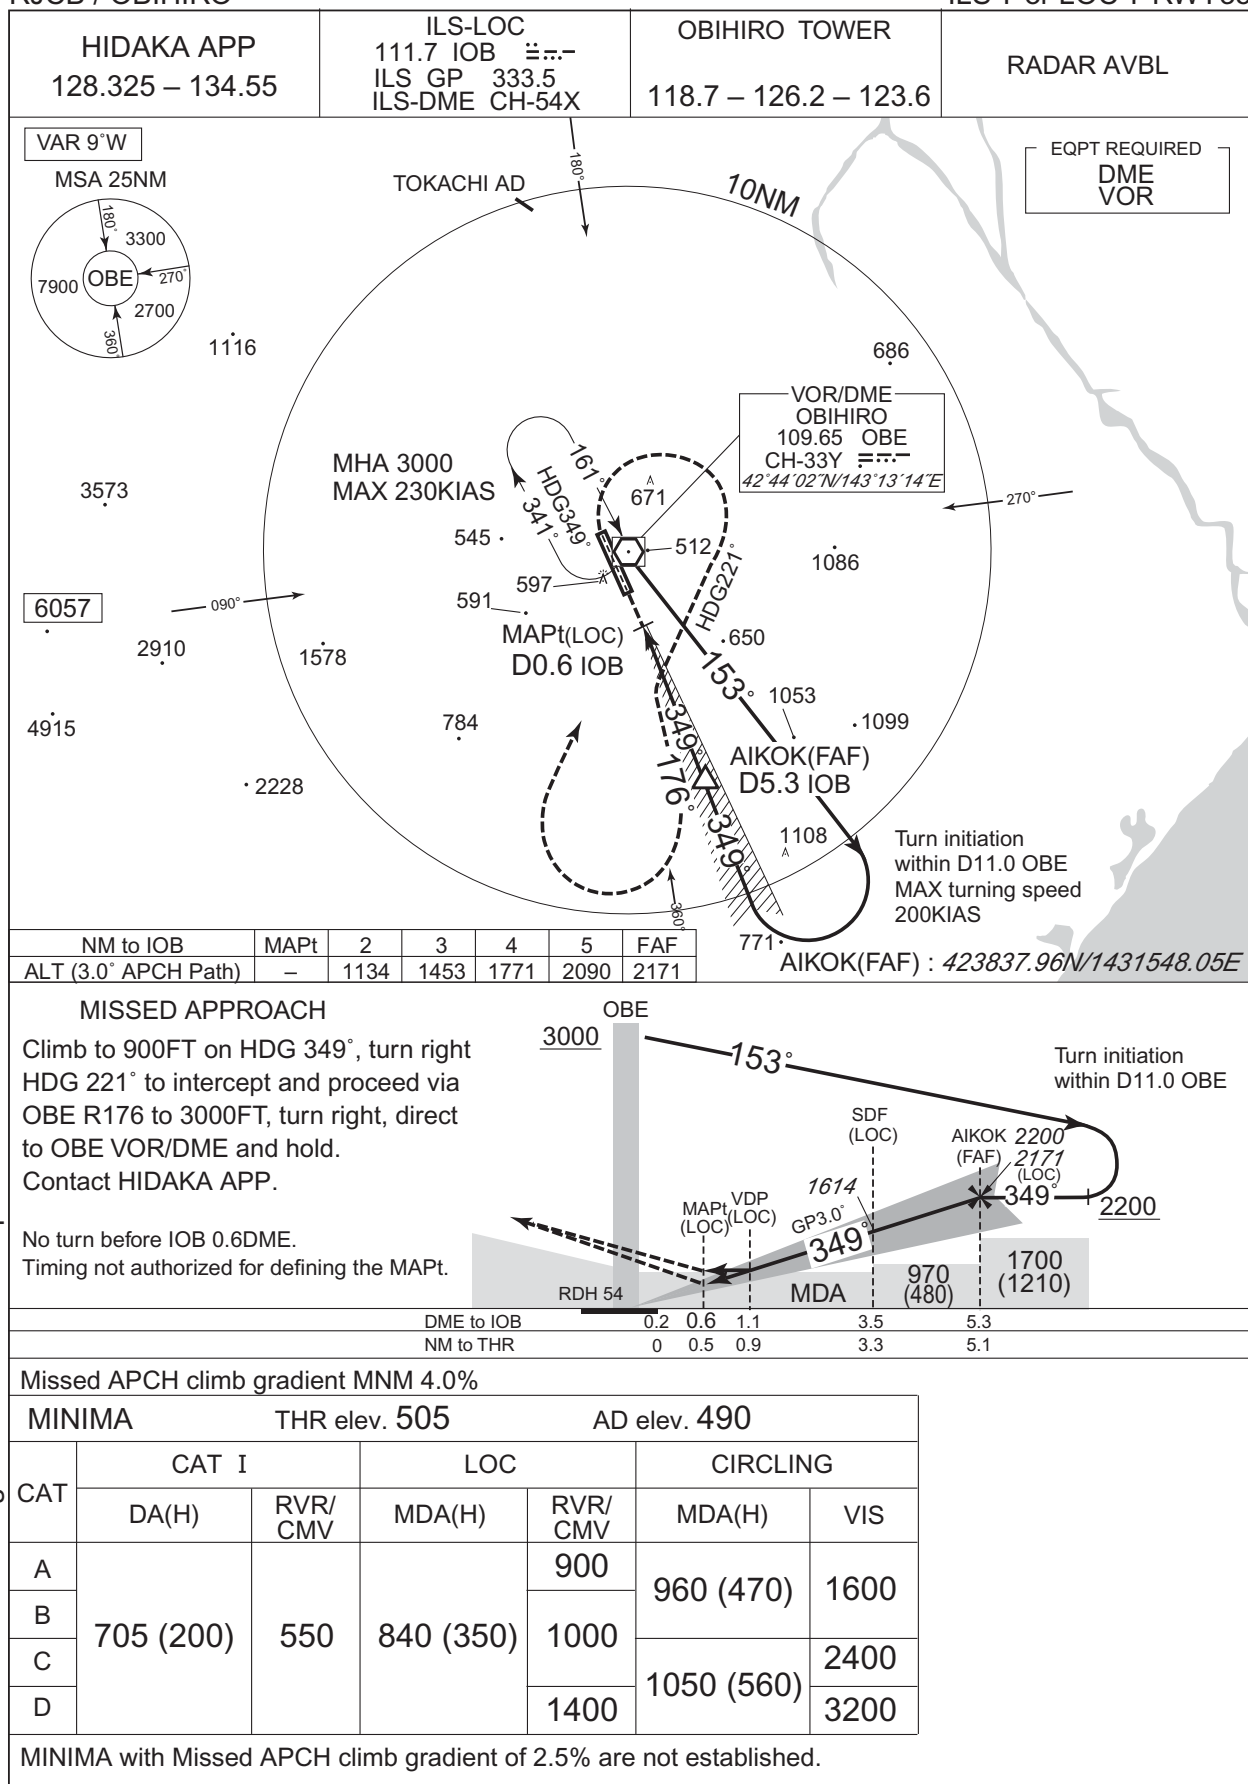 HIDAKA APP
128.325 – 134.55
ILS-LOC
111.7 IOB
ILS GP 333.5
ILS-DME CH-54X
OBIHIRO TOWER
118.7 – 126.2 – 123.6
RADAR AVBL
VAR 9°W
MSA 25NM
180°
3300
7900
OBE
270°
2700
360°
EQPT REQUIRED
DME
VOR
180°
TOKACHI AD
10NM
1116
686
VOR/DME
OBIHIRO
109.65 OBE
CH-33Y
42°44′02″N/143°13′14″E
MHA 3000
MAX 230KIAS
161°
HDG349°
341°
671
3573
270°
545
512
1086
597
HDG221°
090°
6057
591
MAPt(LOC)
D0.6 IOB
650
2910
1578
153°
1053
4915
784
1099
349°
176°
AIKOK(FAF)
D5.3 IOB
2228
349°
1108
Turn initiation
within D11.0 OBE
MAX turning speed
200KIAS
360°
771
AIKOK(FAF) : 423837.96N/1431548.05E
NM to IOB MAPt 2 3 4 5 FAF
ALT (3.0° APCH Path) – 1134 1453 1771 2090 2171
MISSED APPROACH
Climb to 900FT on HDG 349°, turn right
HDG 221° to intercept and proceed via
OBE R176 to 3000FT, turn right, direct
to OBE VOR/DME and hold.
Contact HIDAKA APP.
No turn before IOB 0.6DME.
Timing not authorized for defining the MAPt.
OBE
3000
153°
Turn initiation
within D11.0 OBE
SDF
(LOC)
AIKOK 2200
(FAF) 2171
(LOC)
1614
MAPt
(LOC)
VDP
(LOC)
GP3.0°
349°
349°
2200
RDH 54
MDA
970
(480)
1700
(1210)
DME to IOB 0.2 0.6 1.1 3.5 5.3
NM to THR 0 0.5 0.9 3.3 5.1
Missed APCH climb gradient MNM 4.0%
MINIMA THR elev. 505 AD elev. 490
CAT CAT I LOC CIRCLING
DA(H) RVR/CMV MDA(H) RVR/CMV MDA(H) VIS
A 900
B 960 (470) 1600
705 (200) 550 840 (350) 1000
C 2400
1050 (560)
D 1400 3200
MINIMA with Missed APCH climb gradient of 2.5% are not established.